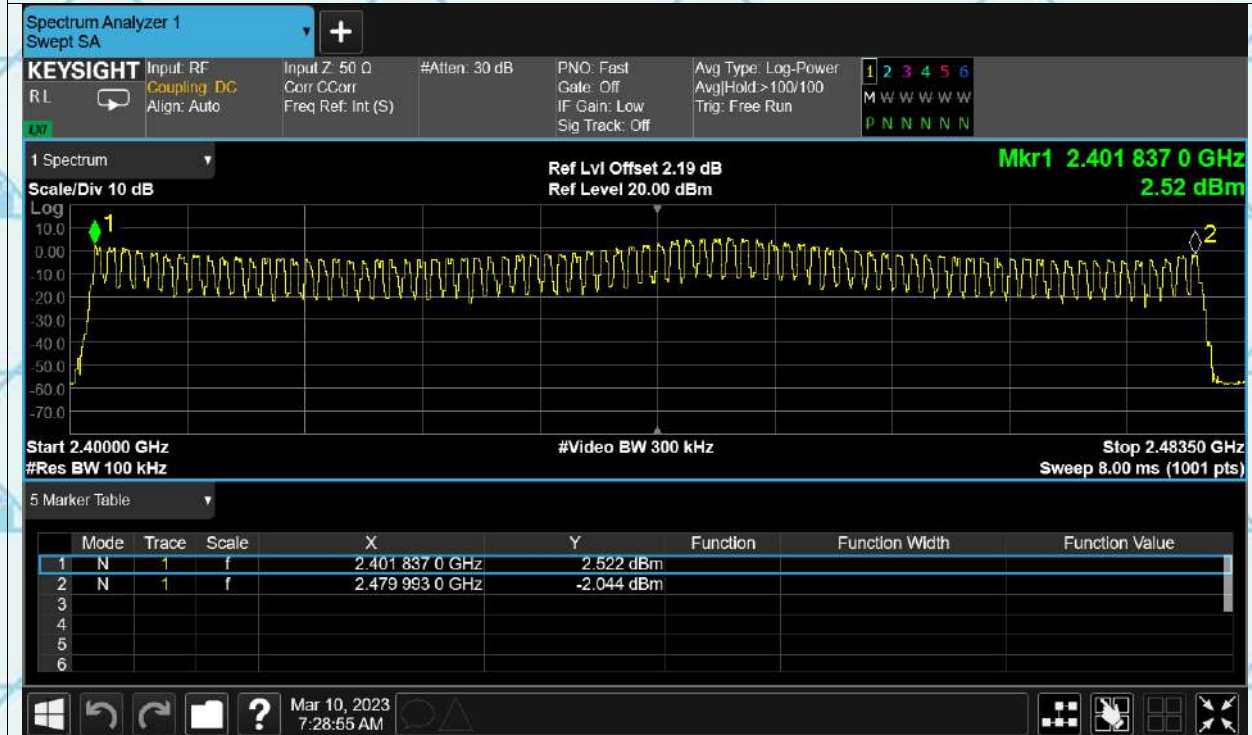 Spectrum Analyzer 1
Swept SA
+
KEYSIGHT
RL
LXI
Input: RF
Coupling: DC
Align: Auto
Input Z: 50 Ω
Corr CCorr
Freq Ref: Int (S)
#Atten: 30 dB
PNO: Fast
Gate: Off
IF Gain: Low
Sig Track: Off
Avg Type: Log-Power
Avg|Hold:>100/100
Trig: Free Run
1 2 3 4 5 6
M W W W W W
P N N N N N
1 Spectrum
Scale/Div 10 dB
Ref Lvl Offset 2.19 dB
Ref Level 20.00 dBm
Mkr1 2.401 837 0 GHz
2.52 dBm
Log
10.0
0.00
-10.0
-20.0
-30.0
-40.0
-50.0
-60.0
-70.0
1
2
Start 2.40000 GHz
#Res BW 100 kHz
#Video BW 300 kHz
Stop 2.48350 GHz
Sweep 8.00 ms (1001 pts)
5 Marker Table
Mode Trace Scale X Y Function Function Width Function Value
1 N 1 f 2.401 837 0 GHz 2.522 dBm
2 N 1 f 2.479 993 0 GHz -2.044 dBm
3
4
5
6
?
Mar 10, 2023
7:28:55 AM